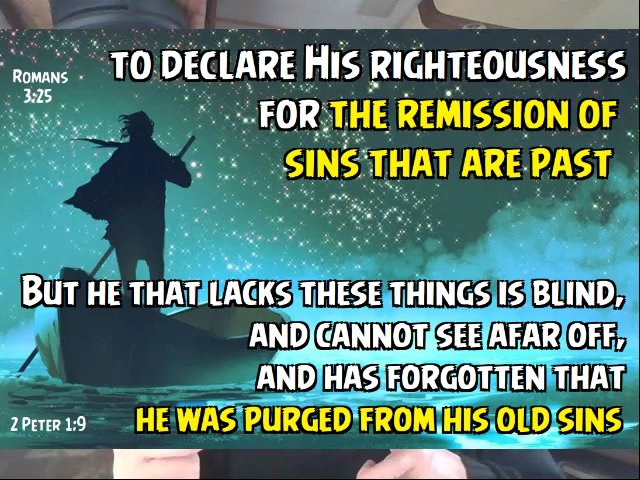 Romans
3:25
to declare His righteousness
for the remission of
sins that are past
But he that lacks these things is blind,
and cannot see afar off,
and has forgotten that
he was purged from his old sins
2 Peter 1:9